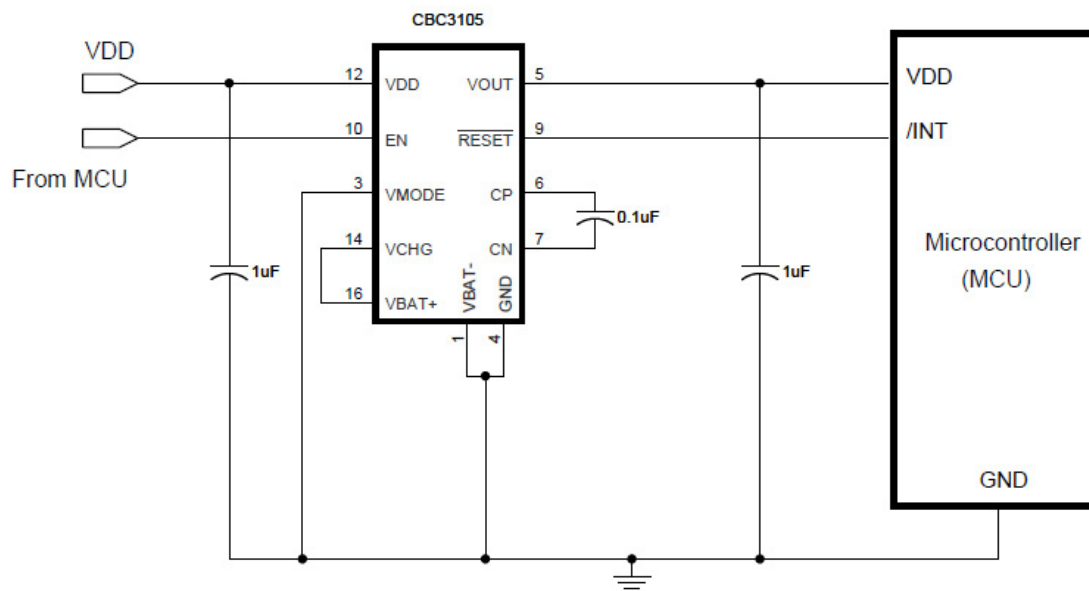 CBC3105
VDD
12
VDD
VOUT
5
VDD
10
EN
RESET
9
/INT
From MCU
3
VMODE
CP
6
0.1uF
14
VCHG
CN
7
Microcontroller
(MCU)
1uF
1uF
16
VBAT+
VBAT-
GND
1
4
GND